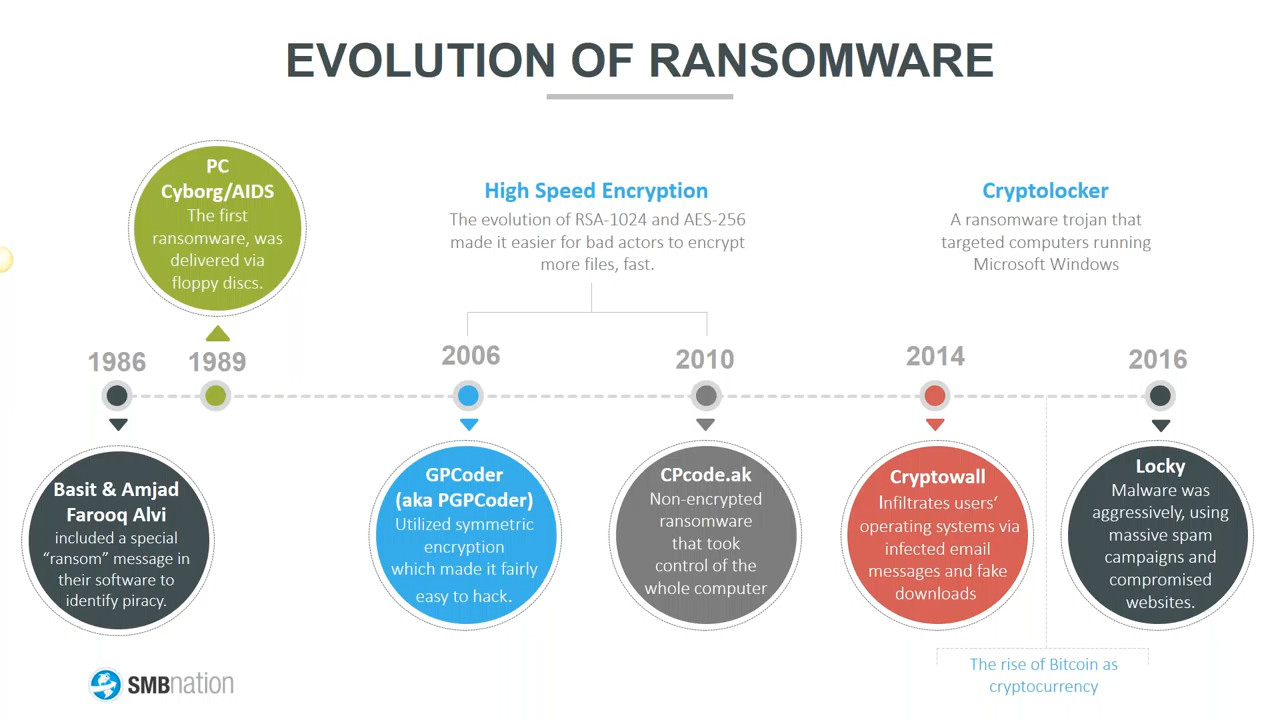 EVOLUTION OF RANSOMWARE
PC
Cyborg/AIDS
The first
ransomware, was
delivered via
floppy discs.
High Speed Encryption
The evolution of RSA-1024 and AES-256
made it easier for bad actors to encrypt
more files, fast.
Cryptolocker
A ransomware trojan that
targeted computers running
Microsoft Windows
1986
1989
2006
2010
2014
2016
Basit & Amjad
Farooq Alvi
included a special
“ransom” message in
their software to
identify piracy.
GPCoder
(aka PGPCoder)
Utilized symmetric
encryption
which made it fairly
easy to hack.
CPcode.ak
Non-encrypted
ransomware
that took
control of the
whole computer
Cryptowall
Infiltrates users‘
operating systems via
infected email
messages and fake
downloads
Locky
Malware was
aggressively, using
massive spam
campaigns and
compromised
websites.
The rise of Bitcoin as
cryptocurrency
SMBnation